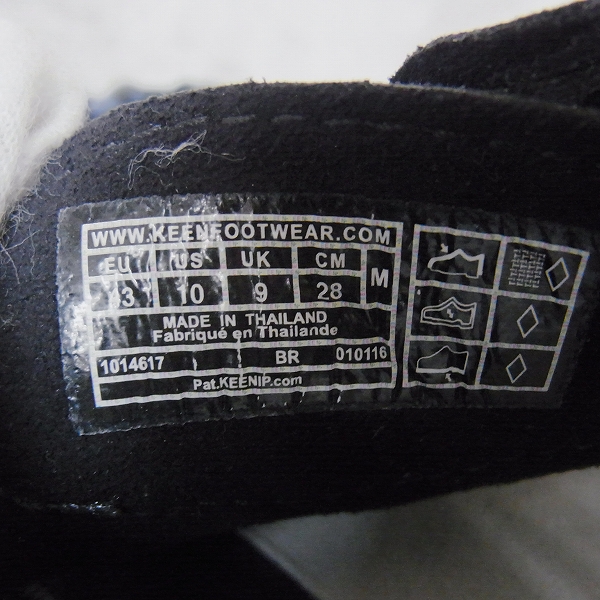 WWW.KEENFOOTWEAR.COM
EU US UK CM M
3 10 9 28
MADE IN THAILAND
Fabriqué en Thailande
1014617 BR 010116
Pat.KEENIP.com